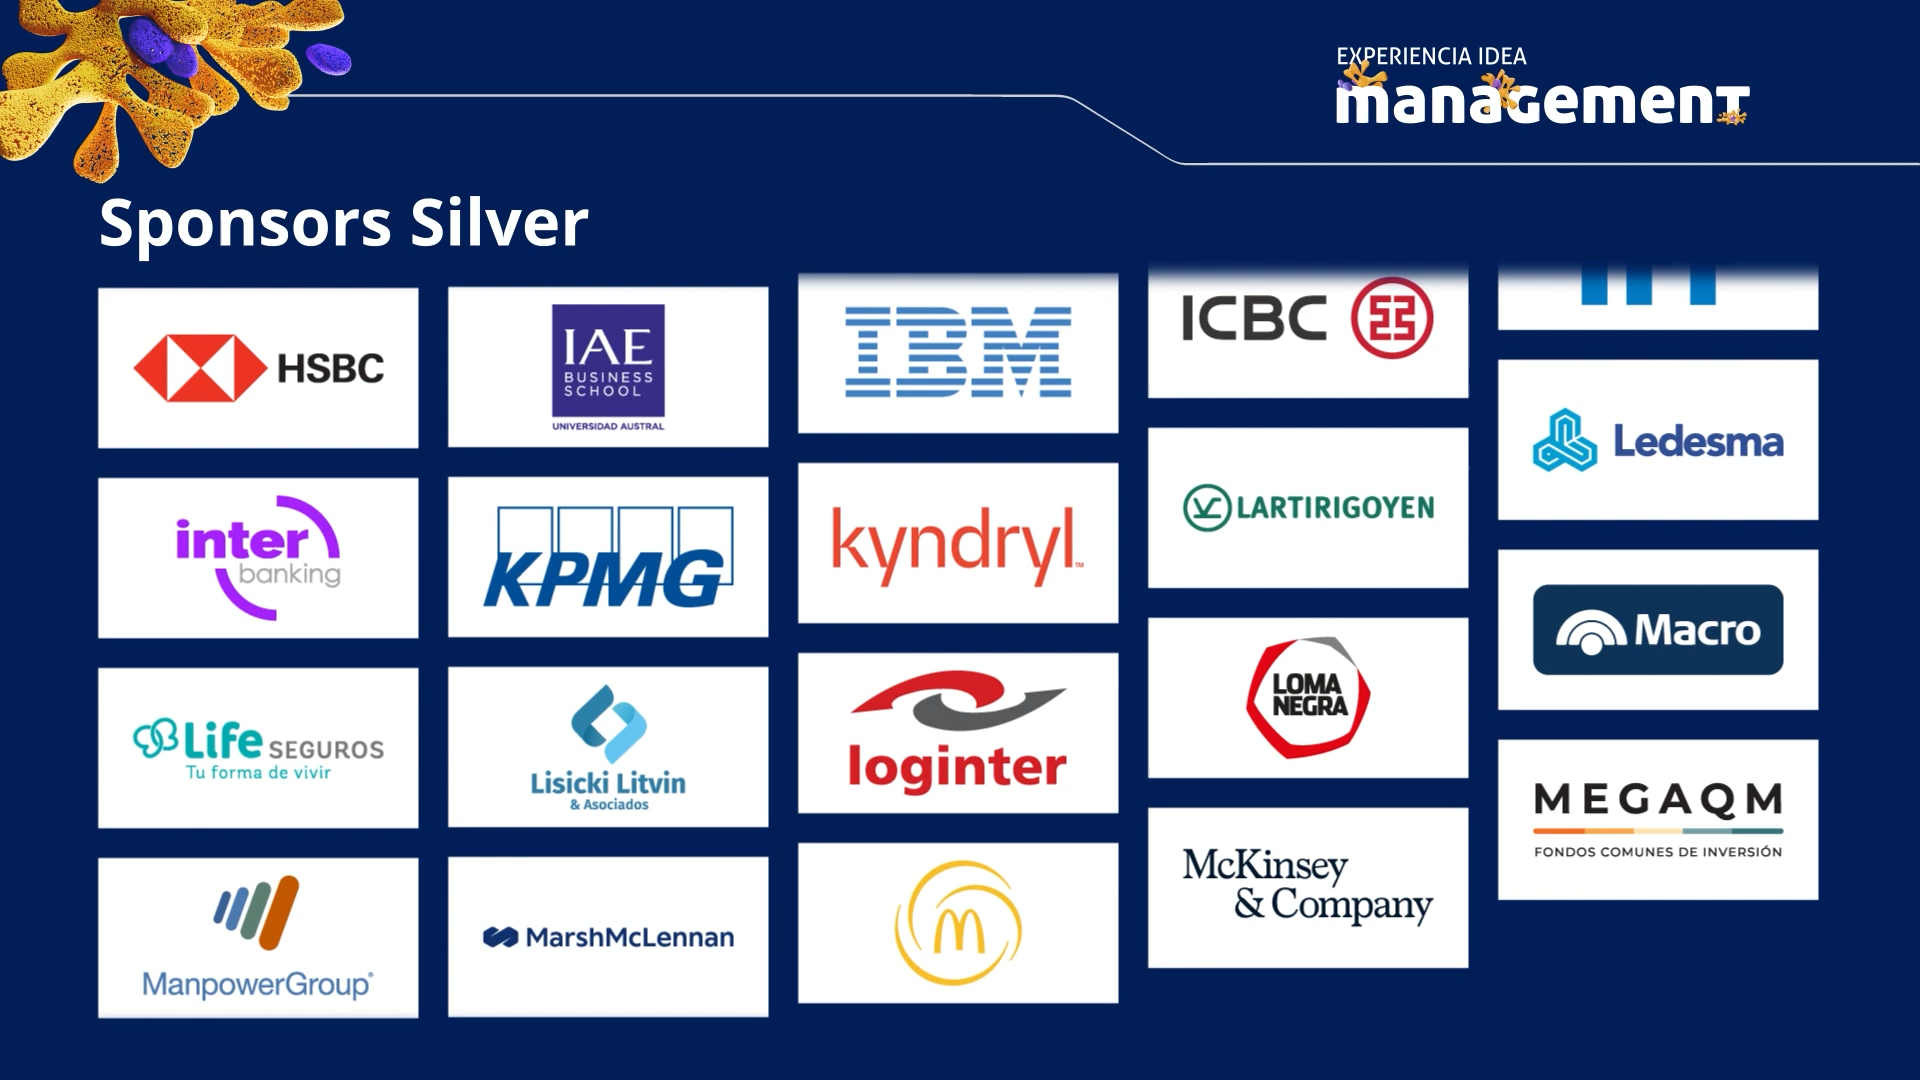 EXPERIENCIA IDEA
management
Sponsors Silver
HSBC
IAE
BUSINESS
SCHOOL
UNIVERSIDAD AUSTRAL
IBM
ICBC
Ledesma
inter
banking
KPMG
kyndryl™
LARTIRIGOYEN
Macro
Life SEGUROS
Tu forma de vivir
Lisicki Litvin
& Asociados
loginter
LOMA
NEGRA
MEGAQM
FONDOS COMUNES DE INVERSIÓN
ManpowerGroup®
MarshMcLennan
M
McKinsey
& Company